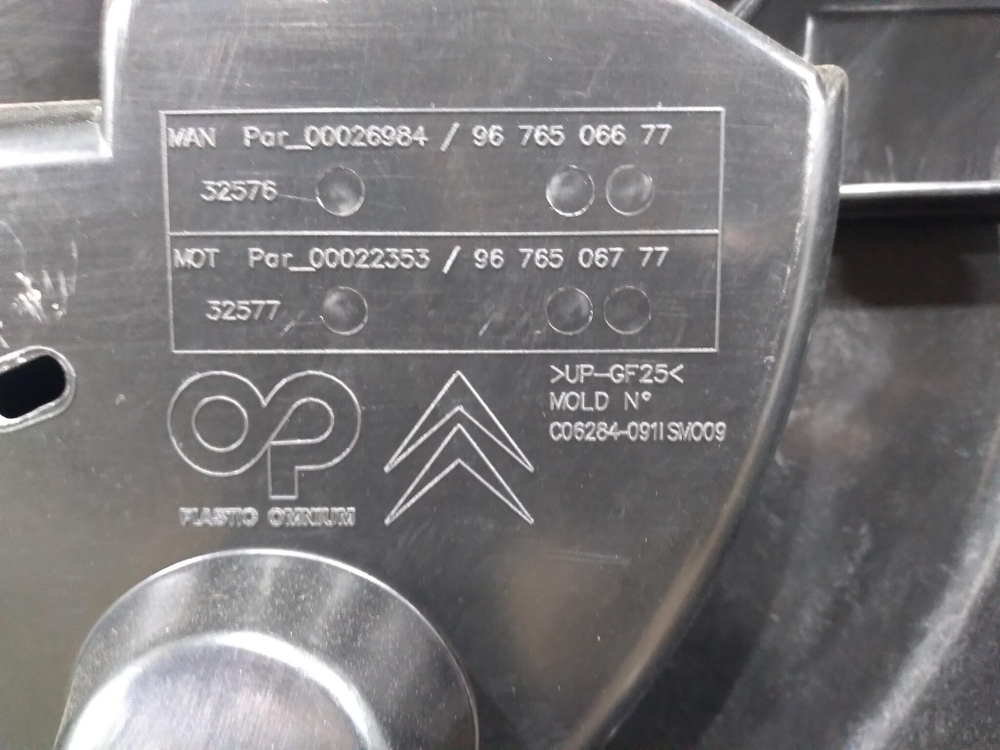 MAN Par_00026984 / 96 765 066 77
32576
MOT Par_00022353 / 96 765 067 77
32577
>UP-GF25<
MOLD N°
C06284-0911SM009
OP
PLASTIC OMNIUM